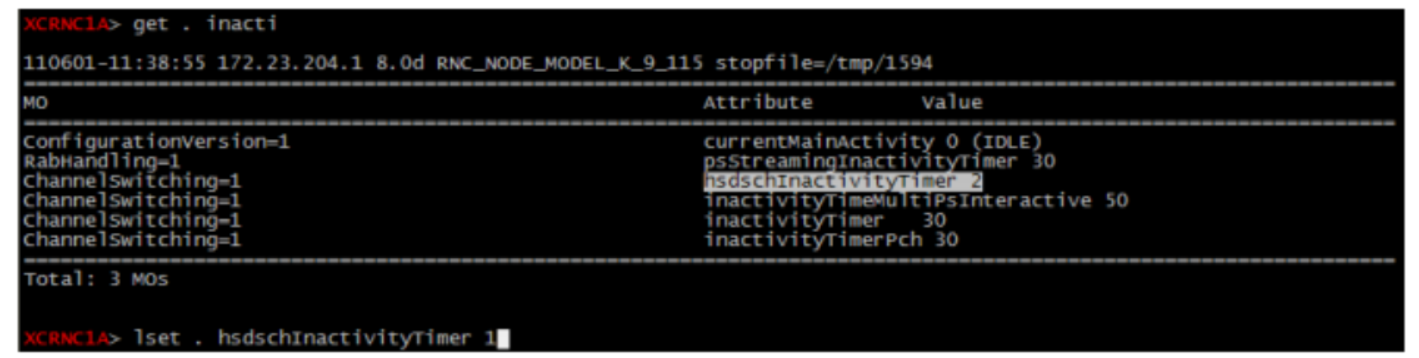 XCRNC1A> get . inacti
110601-11:38:55 172.23.204.1 8.0d RNC_NODE_MODEL_K_9_115 stopfile=/tmp/1594
MO Attribute Value
ConfigurationVersion=1 currentMainActivity 0 (IDLE)
RabHandling=1 psStreamingInactivityTimer 30
ChannelSwitching=1 hsdschInactivityTimer 2
ChannelSwitching=1 inactivityTimeMultiPsInteractive 50
ChannelSwitching=1 inactivityTimer 30
ChannelSwitching=1 inactivityTimerPch 30
Total: 3 MOs
XCRNC1A> lset . hsdschInactivityTimer 1